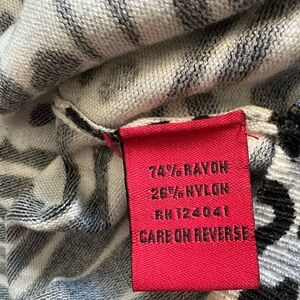 74% RAYON
26% NYLON
RN 124041
CARE ON REVERSE